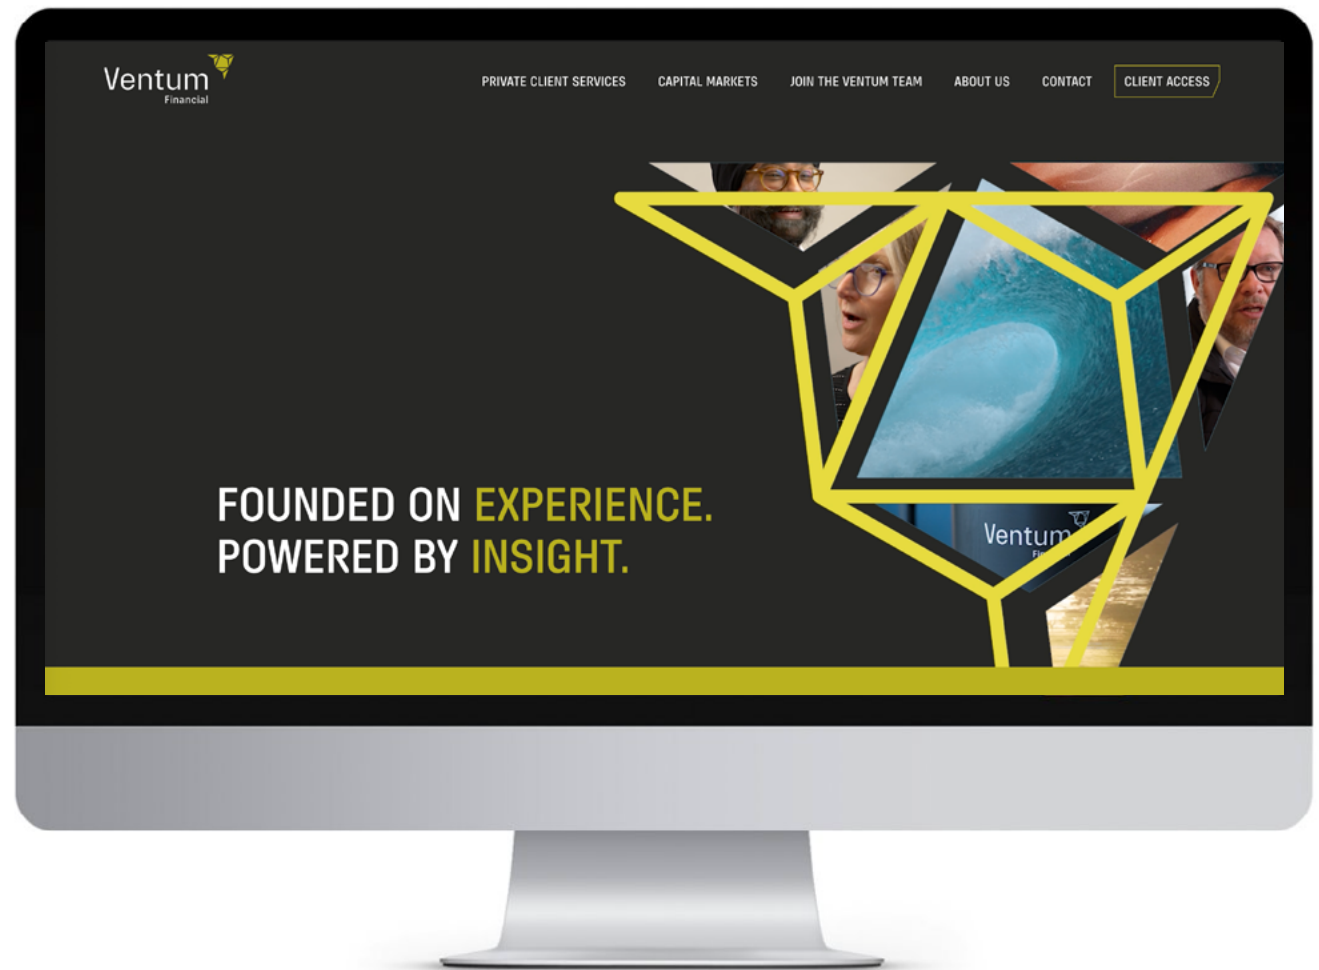 Ventum
Financial
PRIVATE CLIENT SERVICES
CAPITAL MARKETS
JOIN THE VENTUM TEAM
ABOUT US
CONTACT
CLIENT ACCESS
FOUNDED ON EXPERIENCE.
POWERED BY INSIGHT.
Ventum